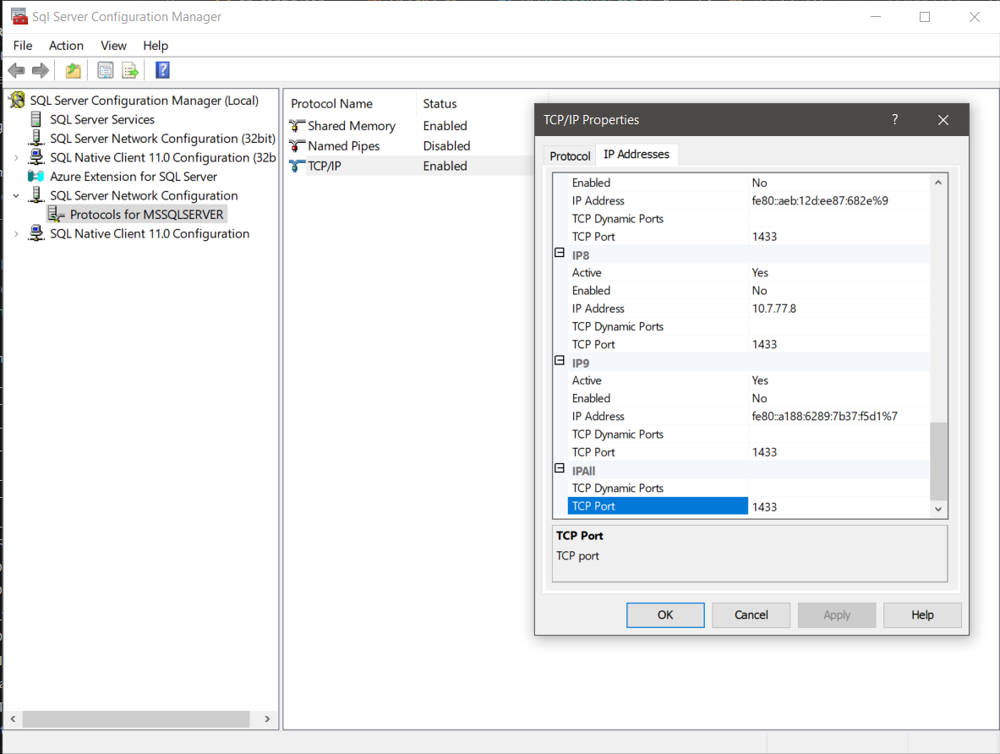 Sql Server Configuration Manager
File Action View Help
SQL Server Configuration Manager (Local)
SQL Server Services
SQL Server Network Configuration (32bit)
SQL Native Client 11.0 Configuration (32b
Azure Extension for SQL Server
SQL Server Network Configuration
Protocols for MSSQLSERVER
SQL Native Client 11.0 Configuration
Protocol Name Status
Shared Memory Enabled
Named Pipes Disabled
TCP/IP Enabled
TCP/IP Properties
Protocol IP Addresses
Enabled No
IP Address fe80::aeb:12d:ee87:682e%9
TCP Dynamic Ports
TCP Port 1433
IP8
Active Yes
Enabled No
IP Address 10.7.77.8
TCP Dynamic Ports
TCP Port 1433
IP9
Active Yes
Enabled No
IP Address fe80::a188:6289:7b37:f5d1%7
TCP Dynamic Ports
TCP Port 1433
IPAll
TCP Dynamic Ports
TCP Port 1433
TCP Port
TCP port
OK Cancel Apply Help